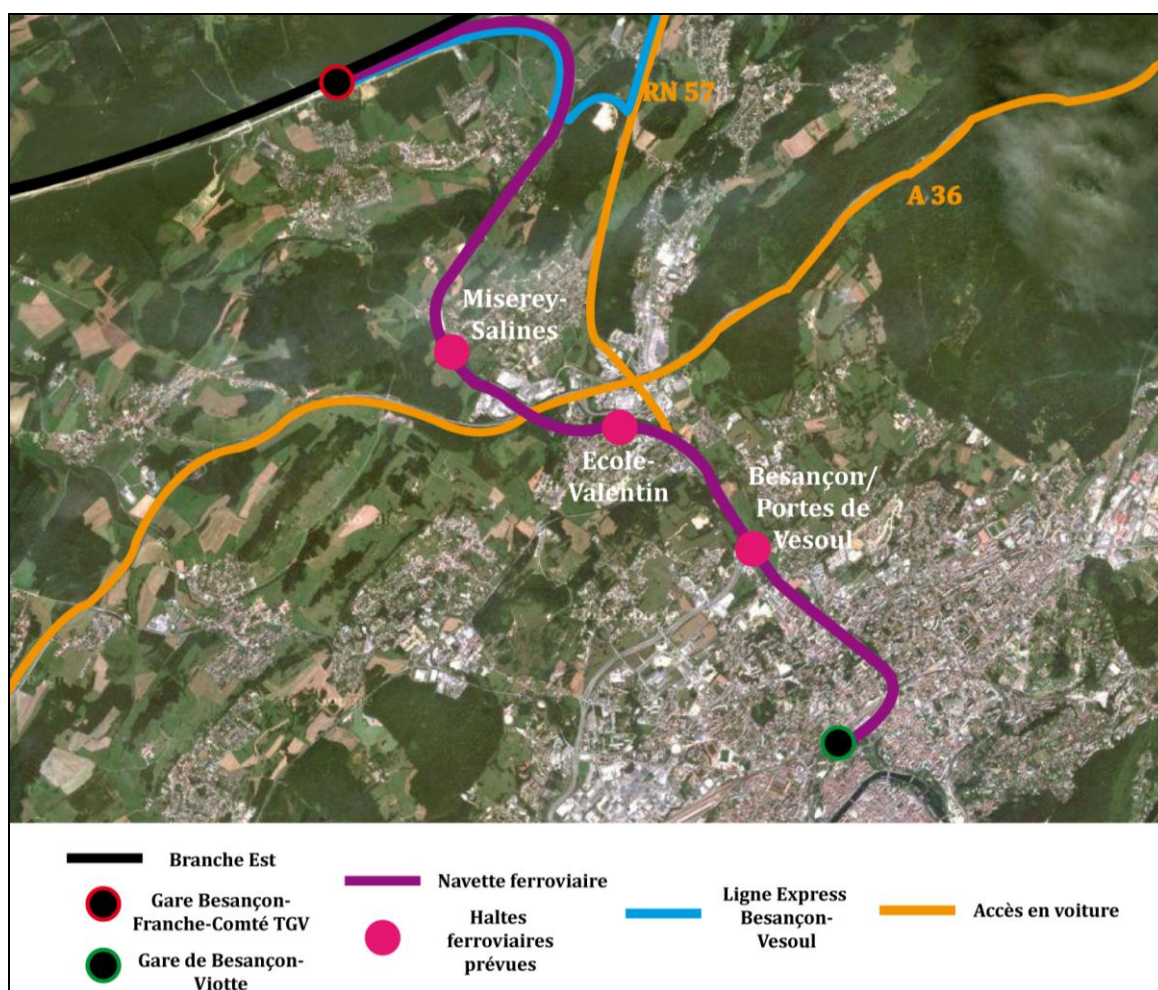 RN 57
A 36
Miserey-
Salines
Ecole-
Valentin
Besançon/
Portes de
Vesoul
Branche Est
Gare Besançon-
Franche-Comté TGV
Gare de Besançon-
Viotte
Navette ferroviaire
Haltes
ferroviaires
prévues
Ligne Express
Besançon-
Vesoul
Accès en voiture